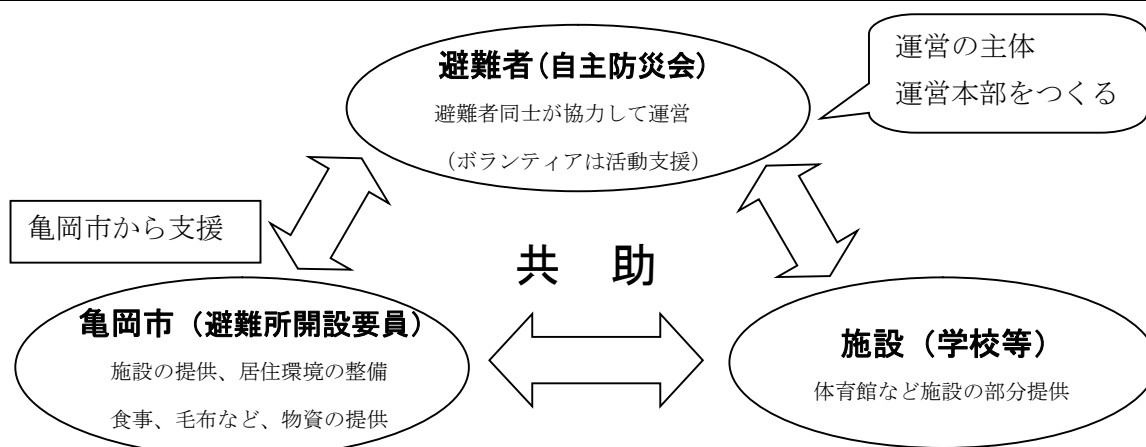 避難者(自主防災会)
避難者同士が協力して運営
（ボランティアは活動支援）
運営の主体
運営本部をつくる
亀岡市から支援
共　助
亀岡市（避難所開設要員）
施設の提供、居住環境の整備
食事、毛布など、物資の提供
施設（学校等）
体育館など施設の部分提供